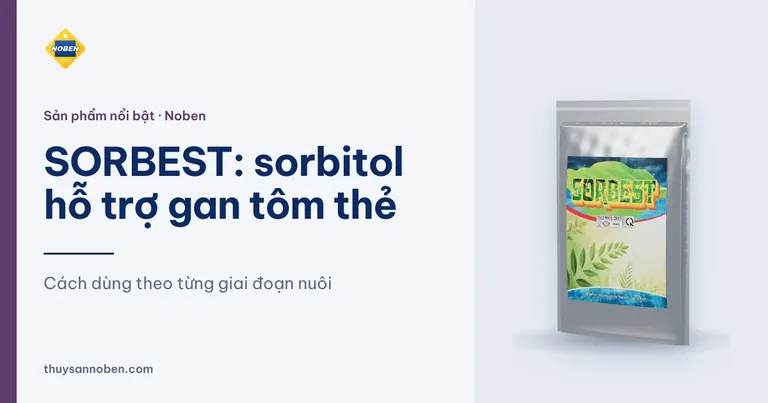 NOBEN
Sản phẩm nổi bật · Noben
SORBEST: sorbitol
hỗ trợ gan tôm thẻ
Cách dùng theo từng giai đoạn nuôi
thuysannoben.com
SORBEST